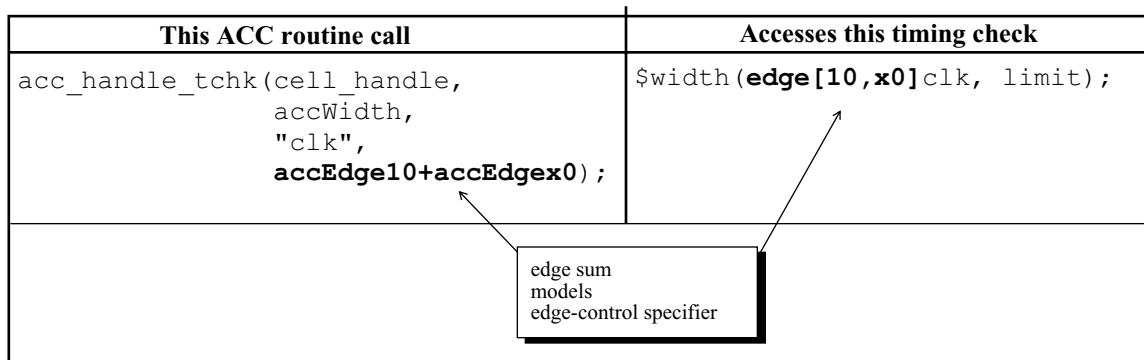 This ACC routine call
Accesses this timing check
acc_handle_tchk(cell_handle,
accWidth,
"clk",
accEdge10+accEdgex0);
$width(edge[10,x0]clk, limit);
edge sum
models
edge-control specifier